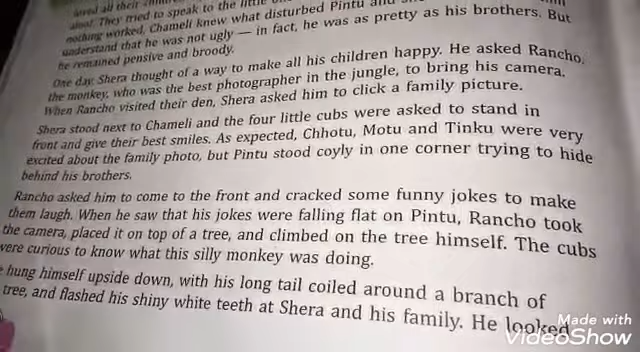 loved all their
aloof. They tried to speak to the little
nothing worked. Chameli knew what disturbed Pintu and
understand that he was not ugly — in fact, he was as pretty as his brothers. But
he remained pensive and broody.
One day, Shera thought of a way to make all his children happy. He asked Rancho,
the monkey, who was the best photographer in the jungle, to bring his camera.
When Rancho visited their den, Shera asked him to click a family picture.
Shera stood next to Chameli and the four little cubs were asked to stand in
front and give their best smiles. As expected, Chhotu, Motu and Tinku were very
excited about the family photo, but Pintu stood coyly in one corner trying to hide
behind his brothers.
Rancho asked him to come to the front and cracked some funny jokes to make
them laugh. When he saw that his jokes were falling flat on Pintu, Rancho took
the camera, placed it on top of a tree, and climbed on the tree himself. The cubs
were curious to know what this silly monkey was doing.
hung himself upside down, with his long tail coiled around a branch of
tree, and flashed his shiny white teeth at Shera and his family. He looked
Made with
VideoShow